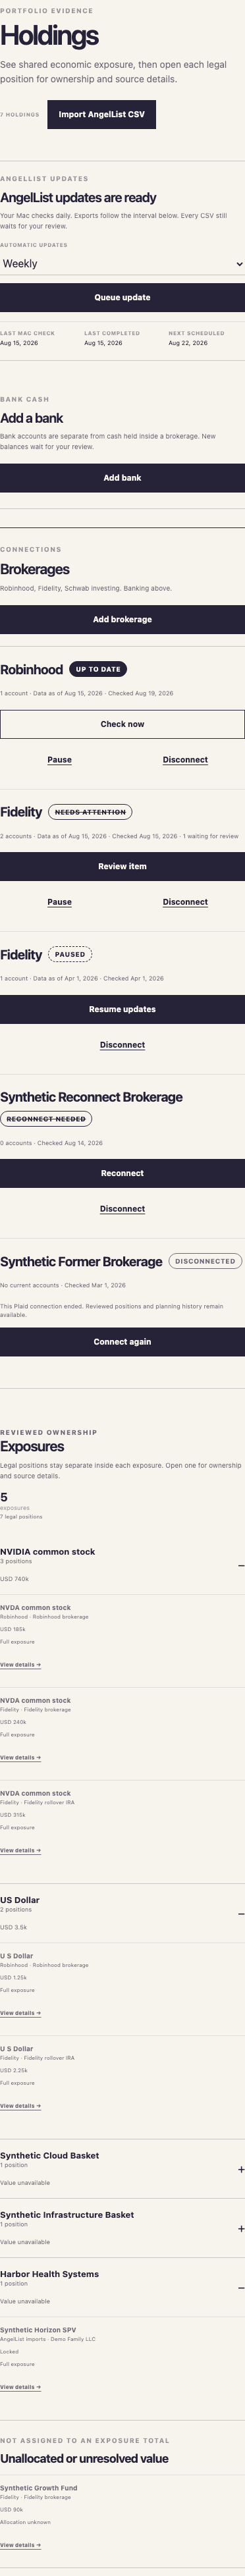 PORTFOLIO EVIDENCE
Holdings
See shared economic exposure, then open each legal
position for ownership and source details.
7 HOLDINGS
Import AngelList CSV
ANGELLIST UPDATES
AngelList updates are ready
Your Mac checks daily. Exports follow the interval below. Every CSV still
waits for your review.
AUTOMATIC UPDATES
Weekly
Queue update
LAST MAC CHECK
Aug 15, 2026
LAST COMPLETED
Aug 15, 2026
NEXT SCHEDULED
Aug 22, 2026
BANK CASH
Add a bank
Bank accounts are separate from cash held inside a brokerage. New
balances wait for your review.
Add bank
CONNECTIONS
Brokerages
Robinhood, Fidelity, Schwab investing. Banking above.
Add brokerage
Robinhood UP TO DATE
1 account · Data as of Aug 15, 2026 · Checked Aug 19, 2026
Check now
Pause Disconnect
Fidelity NEEDS ATTENTION
2 accounts · Data as of Aug 15, 2026 · Checked Aug 15, 2026 · 1 waiting for review
Review item
Pause Disconnect
Fidelity PAUSED
1 account · Data as of Apr 1, 2026 · Checked Apr 1, 2026
Resume updates
Disconnect
Synthetic Reconnect Brokerage
RECONNECT NEEDED
0 accounts · Checked Aug 14, 2026
Reconnect
Disconnect
Synthetic Former Brokerage DISCONNECTED
No current accounts · Checked Mar 1, 2026
This Plaid connection ended. Reviewed positions and planning history remain
available.
Connect again
REVIEWED OWNERSHIP
Exposures
Legal positions stay separate inside each exposure. Open one for ownership
and source details.
5
exposures
7 legal positions
NVIDIA common stock
3 positions
USD 740k
NVDA common stock
Robinhood · Robinhood brokerage
USD 185k
Full exposure
View details →
NVDA common stock
Fidelity · Fidelity brokerage
USD 240k
Full exposure
View details →
NVDA common stock
Fidelity · Fidelity rollover IRA
USD 315k
Full exposure
View details →
US Dollar
2 positions
USD 3.5k
U S Dollar
Robinhood · Robinhood brokerage
USD 1.25k
Full exposure
View details →
U S Dollar
Fidelity · Fidelity rollover IRA
USD 2.25k
Full exposure
View details →
Synthetic Cloud Basket
1 position
Value unavailable
Synthetic Infrastructure Basket
1 position
Value unavailable
Harbor Health Systems
1 position
Value unavailable
Synthetic Horizon SPV
AngelList imports · Demo Family LLC
Locked
Full exposure
View details →
NOT ASSIGNED TO AN EXPOSURE TOTAL
Unallocated or unresolved value
Synthetic Growth Fund
Fidelity · Fidelity brokerage
USD 90k
Allocation unknown
View details →